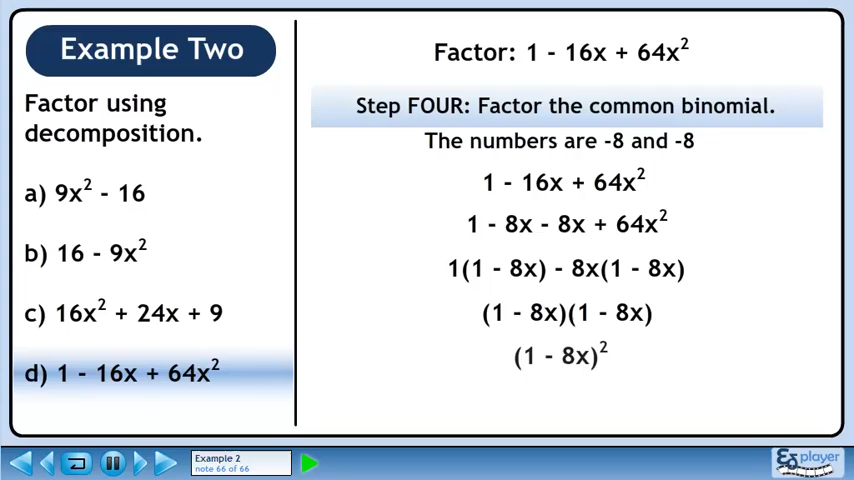 Example Two
Factor using
decomposition.
a) 9x² - 16
b) 16 - 9x²
c) 16x² + 24x + 9
d) 1 - 16x + 64x²
Factor: 1 - 16x + 64x²
Step FOUR: Factor the common binomial.
The numbers are -8 and -8
1 - 16x + 64x²
1 - 8x - 8x + 64x²
1(1 - 8x) - 8x(1 - 8x)
(1 - 8x)(1 - 8x)
(1 - 8x)²
Example 2
note 66 of 66
player